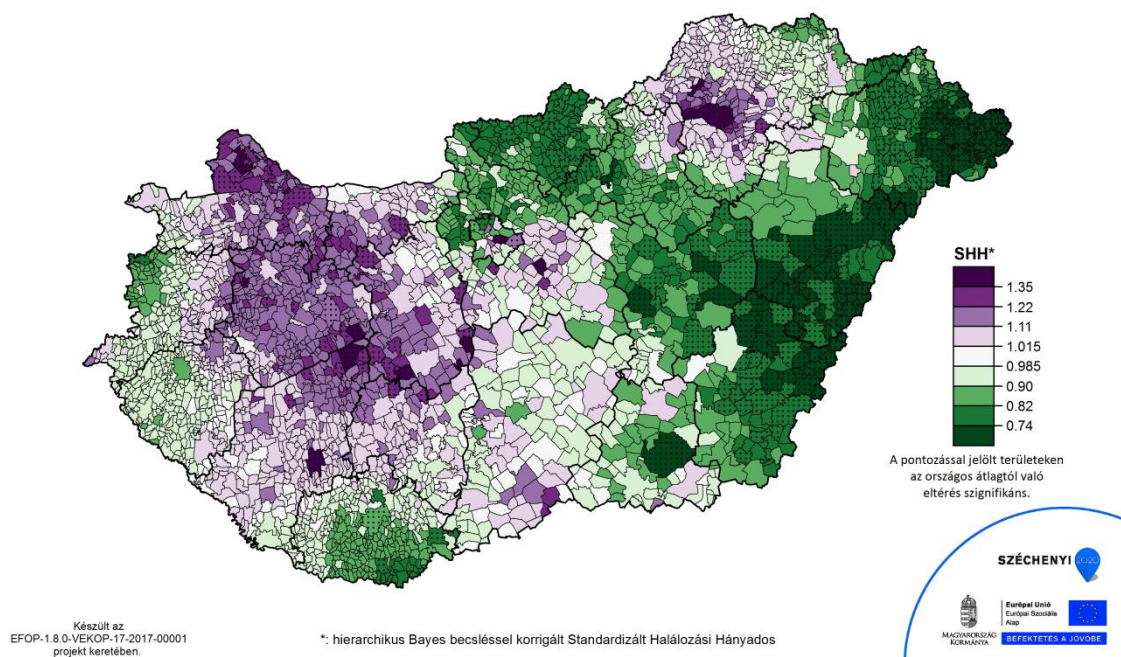 SHH*
1.35
1.22
1.11
1.015
0.985
0.90
0.82
0.74
A pontozással jelölt területeken
az országos átlagtól való
eltérés szignifikáns.
SZÉCHENYI 2020
MAGYARORSZÁG
KORMÁNYA
Európai Unió
Európai Szociális
Alap
BEFEKTETÉS A JÖVŐBE
Készült az
EFOP-1.8.0-VEKOP-17-2017-00001
projekt keretében.
*: hierarchikus Bayes becsléssel korrigált Standardizált Halálozási Hányados